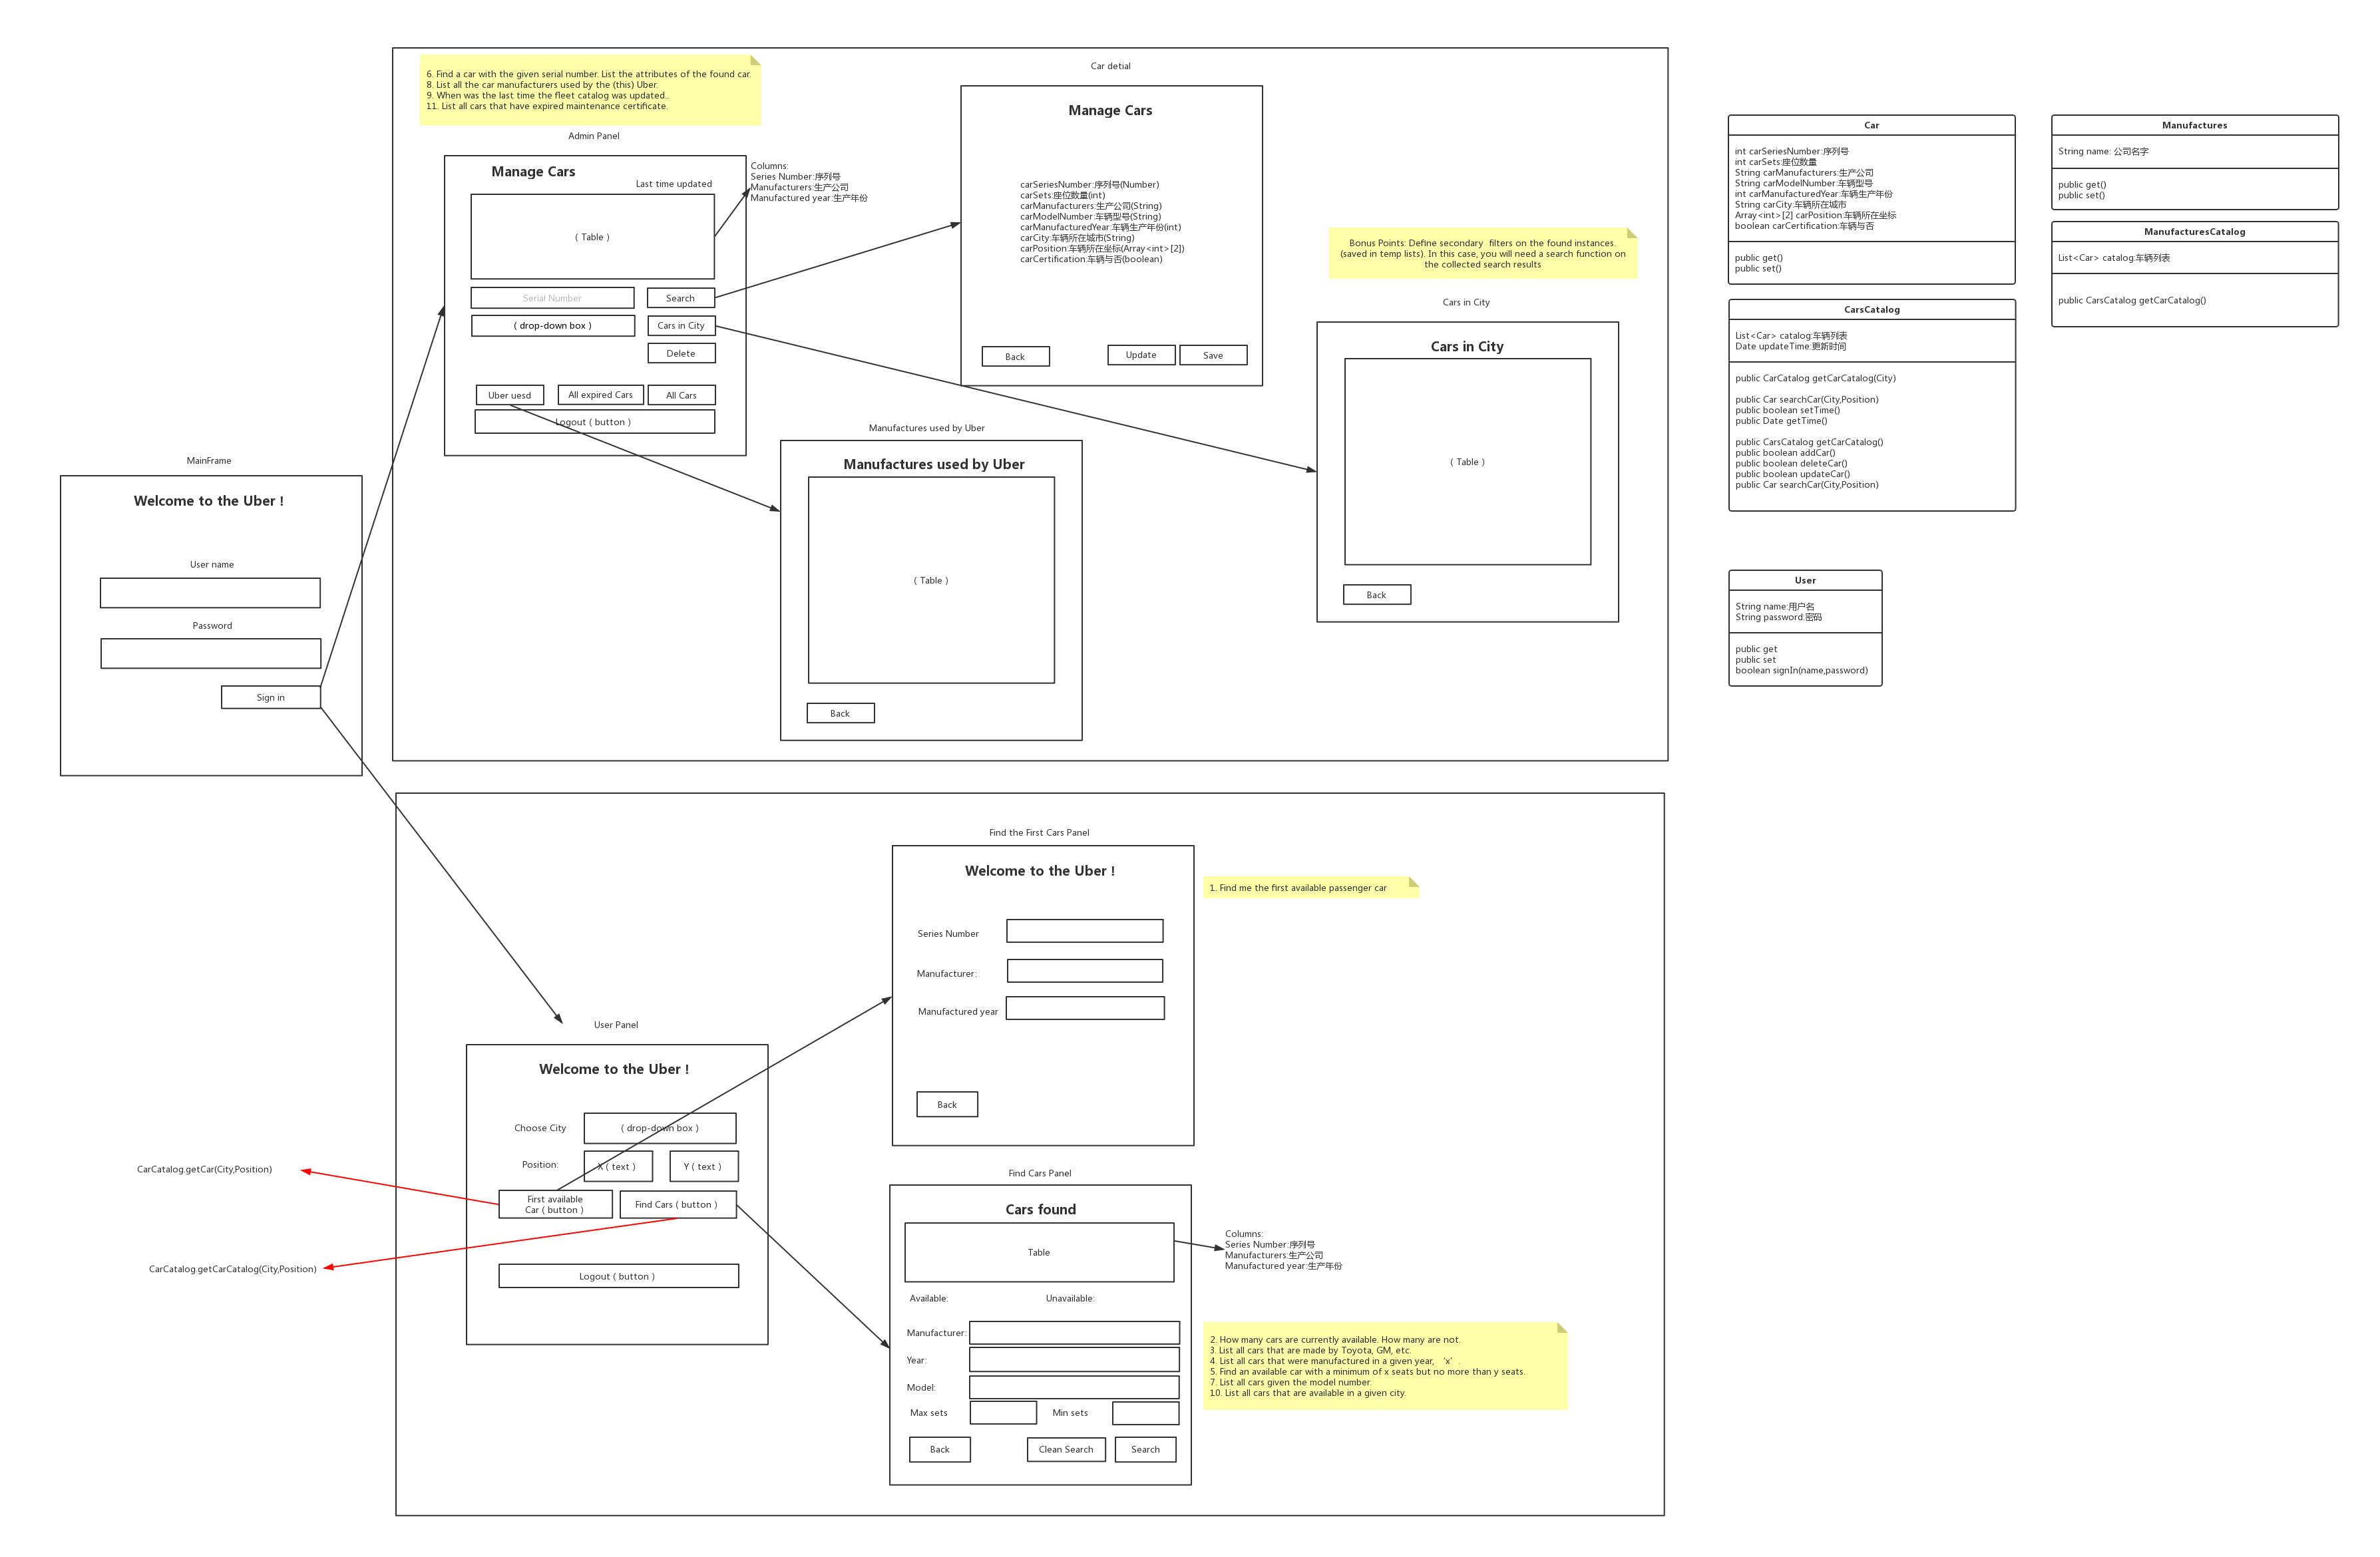 6. Find a car with the given serial number. List the attributes of the found car.
8. List all the car manufacturers used by the (this) Uber.
9. When was the last time the fleet catalog was updated..
11. List all cars that have expired maintenance certificate.
Admin Panel
Manage Cars
Last time updated
( Table )
Serial Number
Search
( drop-down box )
Cars in City
Delete
Uber uesd
All expired Cars
All Cars
Logout ( button )
Columns:
Series Number:序列号
Manufacturers:生产公司
Manufactured year:生产年份
Car detial
Manage Cars
carSeriesNumber:序列号(Number)
carSets:座位数量(int)
carManufacturers:生产公司(String)
carModelNumber:车辆型号(String)
carManufacturedYear:车辆生产年份(int)
carCity:车辆所在城市(String)
carPosition:车辆所在坐标(Array<int>[2])
carCertification:车辆与否(boolean)
Back
Update
Save
Bonus Points: Define secondary filters on the found instances.
(saved in temp lists). In this case, you will need a search function on
the collected search results
Cars in City
Cars in City
( Table )
Back
Manufactures used by Uber
Manufactures used by Uber
( Table )
Back
MainFrame
Welcome to the Uber !
User name
Password
Sign in
Car
int carSeriesNumber:序列号
int carSets:座位数量
String carManufacturers:生产公司
String carModelNumber:车辆型号
int carManufacturedYear:车辆生产年份
String carCity:车辆所在城市
Array<int>[2] carPosition:车辆所在坐标
boolean carCertification:车辆与否
public get()
public set()
Manufactures
String name: 公司名字
public get()
public set()
ManufacturesCatalog
List<Car> catalog:车辆列表
public CarsCatalog getCarCatalog()
CarsCatalog
List<Car> catalog:车辆列表
Date updateTime:更新时间
public CarCatalog getCarCatalog(City)
public Car searchCar(City,Position)
public boolean setTime()
public Date getTime()
public CarsCatalog getCarCatalog()
public boolean addCar()
public boolean deleteCar()
public boolean updateCar()
public Car searchCar(City,Position)
User
String name:用户名
String password:密码
public get
public set
boolean signIn(name,password)
Find the First Cars Panel
Welcome to the Uber !
Series Number
Manufacturer:
Manufactured year
Back
1. Find me the first available passenger car
User Panel
Welcome to the Uber !
Choose City
( drop-down box )
Position:
X ( text )
Y ( text )
First available
Car ( button )
Find Cars ( button )
Logout ( button )
CarCatalog.getCar(City,Position)
CarCatalog.getCarCatalog(City,Position)
Find Cars Panel
Cars found
Table
Available:
Unavailable:
Manufacturer:
Year:
Model:
Max sets
Min sets
Back
Clean Search
Search
Columns:
Series Number:序列号
Manufacturers:生产公司
Manufactured year:生产年份
2. How many cars are currently available. How many are not.
3. List all cars that are made by Toyota, GM, etc.
4. List all cars that were manufactured in a given year, ‘x’ .
5. Find an available car with a minimum of x seats but no more than y seats.
7. List all cars given the model number.
10. List all cars that are available in a given city.